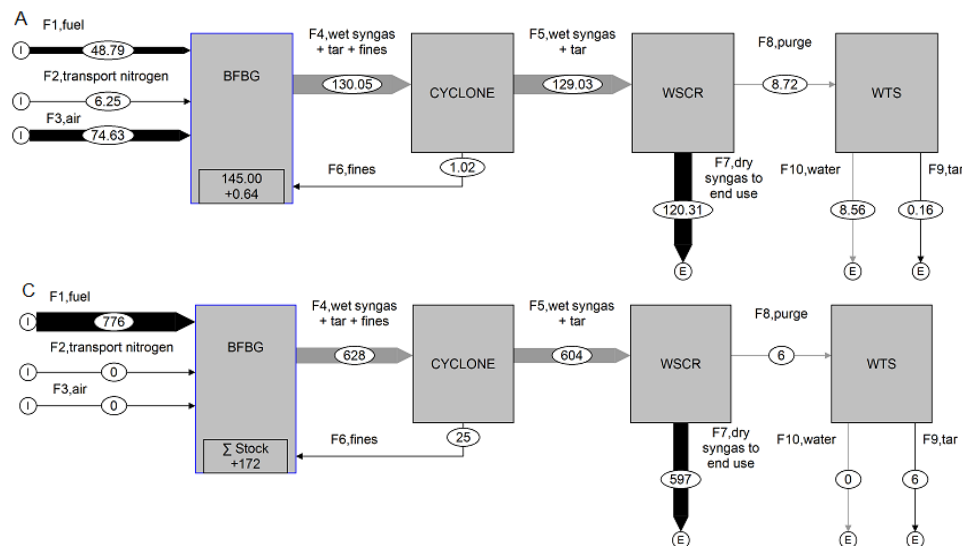 A
F1,fuel
I
48.79
F2,transport nitrogen
I
6.25
F3,air
I
74.63
BFBG
145.00
+0.64
F4,wet syngas
+ tar + fines
130.05
CYCLONE
F6,fines
1.02
F5,wet syngas
+ tar
129.03
WSCR
F7,dry
syngas to
end use
120.31
E
F8,purge
8.72
WTS
F10,water
8.56
E
F9,tar
0.16
E
C
F1,fuel
I
776
F2,transport nitrogen
I
0
F3,air
I
0
BFBG
∑ Stock
+172
F4,wet syngas
+ tar + fines
628
CYCLONE
F6,fines
25
F5,wet syngas
+ tar
604
WSCR
F7,dry
syngas to
end use
597
E
F8,purge
6
WTS
F10,water
0
E
F9,tar
6
E